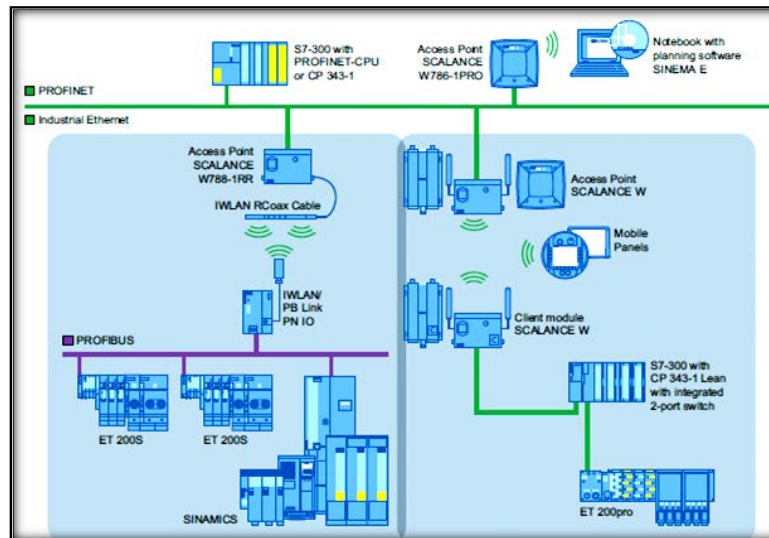 S7-300 with
PROFINET-CPU
or CP 343-1
Access Point
SCALANCE
W786-1PRO
Notebook with
planning software
SINEMA E
PROFINET
Industrial Ethernet
Access Point
SCALANCE
W788-1RR
IWLAN RCoax Cable
Access Point
SCALANCE W
Mobile
Panels
IWLAN/
PB Link
PN IO
Client module
SCALANCE W
PROFIBUS
S7-300 with
CP 343-1 Lean
with integrated
2-port switch
ET 200S
ET 200S
SINAMICS
ET 200pro